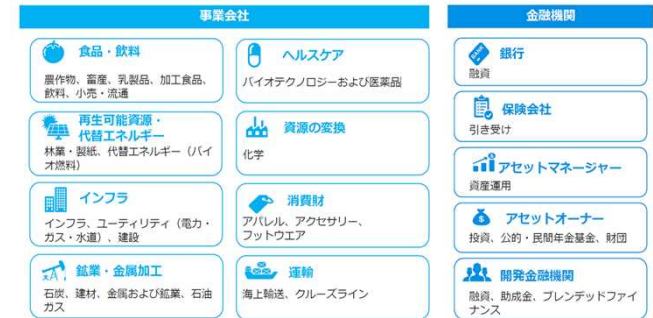 事業会社
食品・飲料
農作物、畜産、乳製品、加工食品、
飲料、小売・流通
ヘルスケア
バイオテクノロジーおよび医薬品
再生可能資源・
代替エネルギー
林業・製紙、代替エネルギー（バイ
オ燃料）
資源の変換
化学
インフラ
インフラ、ユーティリティ（電力・
ガス・水道）、建設
消費財
アパレル、アクセサリー、
フットウエア
鉱業・金属加工
石炭、建材、金属および鉱業、石油
ガス
運輸
海上輸送、クルーズライン
金融機関
BANK
銀行
融資
保険会社
引き受け
アセットマネージャー
資産運用
アセットオーナー
投資、公的・民間年金基金、財団
開発金融機関
融資、助成金、ブレンデッドファイ
ナンス